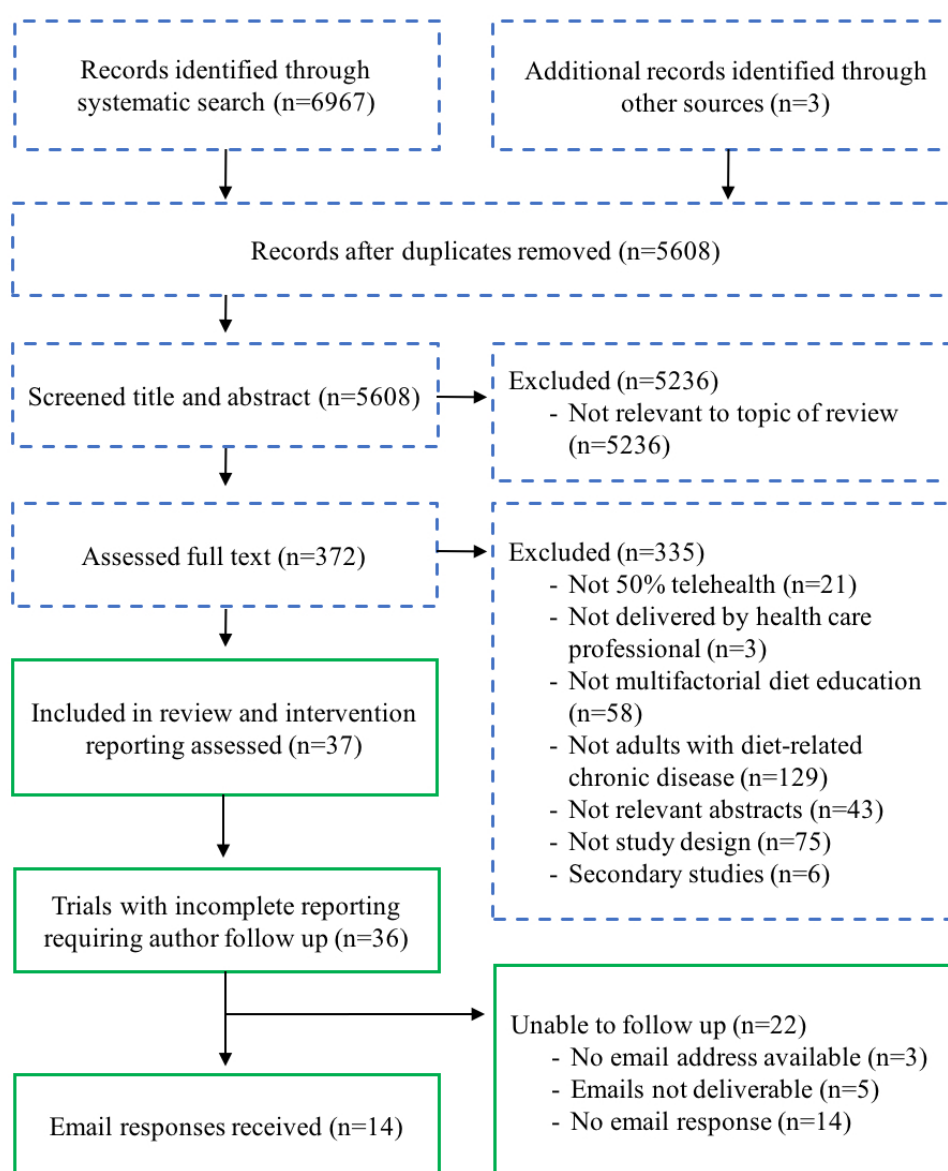 Records identified through
systematic search (n=6967)
Additional records identified through
other sources (n=3)
Records after duplicates removed (n=5608)
Screened title and abstract (n=5608)
Excluded (n=5236)
- Not relevant to topic of review
(n=5236)
Assessed full text (n=372)
Excluded (n=335)
- Not 50% telehealth (n=21)
- Not delivered by health care
professional (n=3)
- Not multifactorial diet education
(n=58)
- Not adults with diet-related
chronic disease (n=129)
- Not relevant abstracts (n=43)
- Not study design (n=75)
- Secondary studies (n=6)
Included in review and intervention
reporting assessed (n=37)
Trials with incomplete reporting
requiring author follow up (n=36)
Unable to follow up (n=22)
- No email address available (n=3)
- Emails not deliverable (n=5)
- No email response (n=14)
Email responses received (n=14)